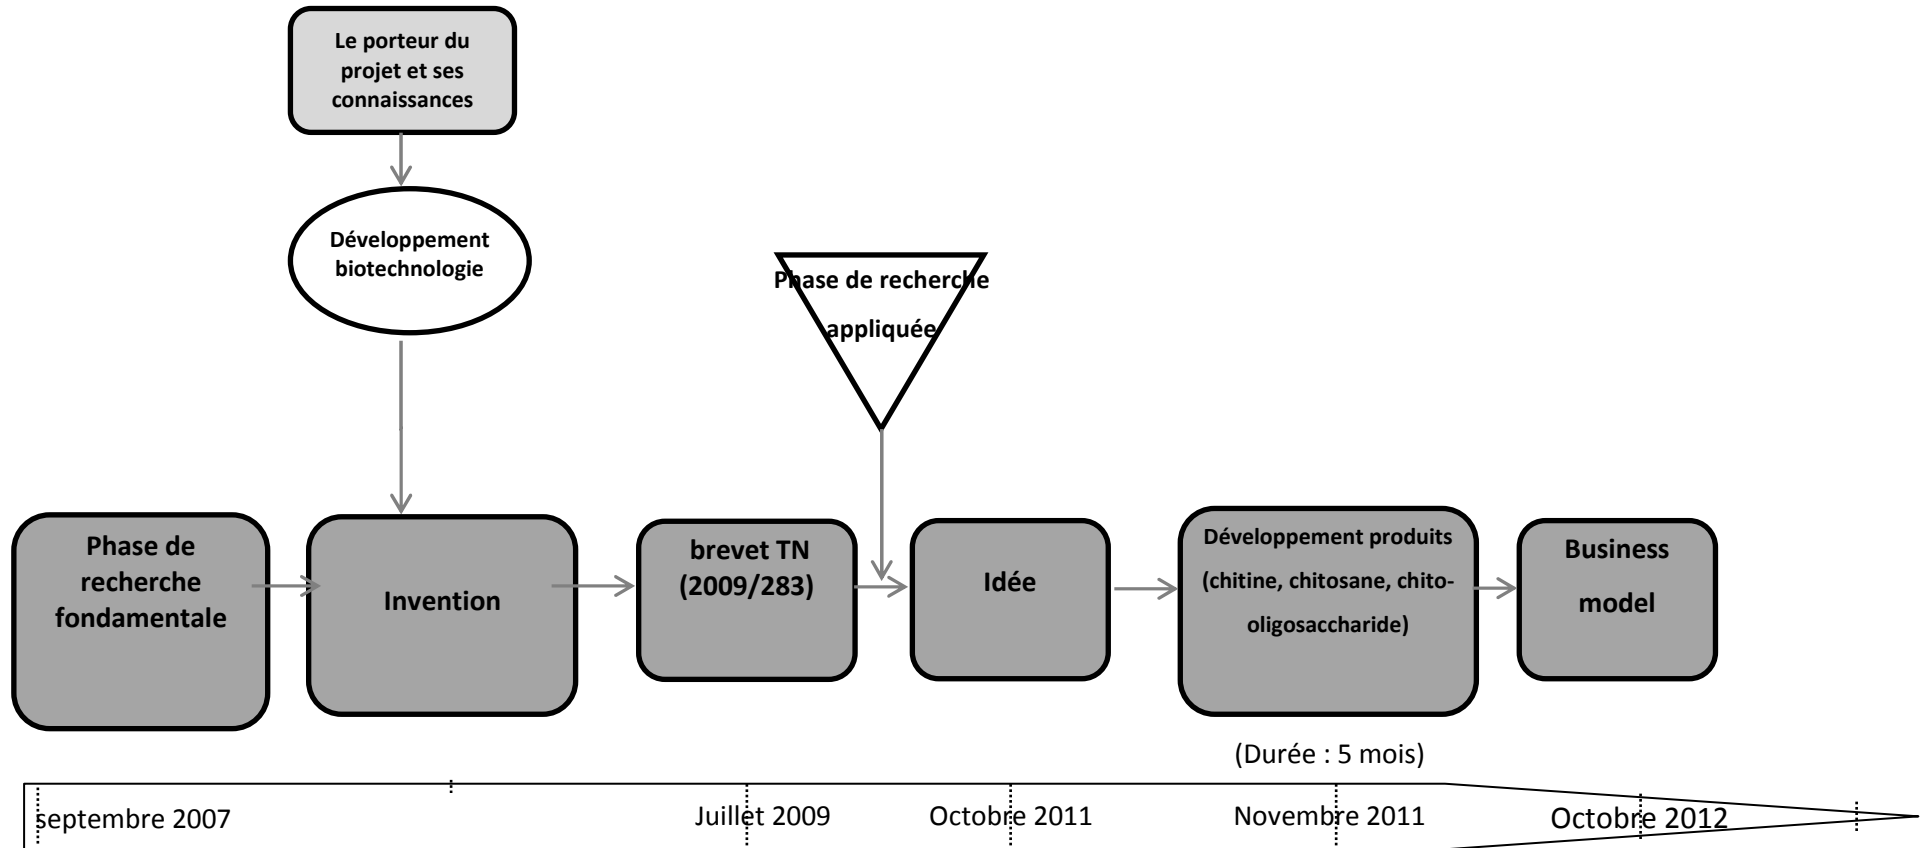 Le porteur du
projet et ses
connaissances
Développement
biotechnologie
Phase de recherche
appliquée
Phase de
recherche
fondamentale
Invention
brevet TN
(2009/283)
Idée
Développement produits
(chitine, chitosane, chito-
oligosaccharide)
Business
model
(Durée : 5 mois)
septembre 2007
Juillet 2009
Octobre 2011
Novembre 2011
Octobre 2012